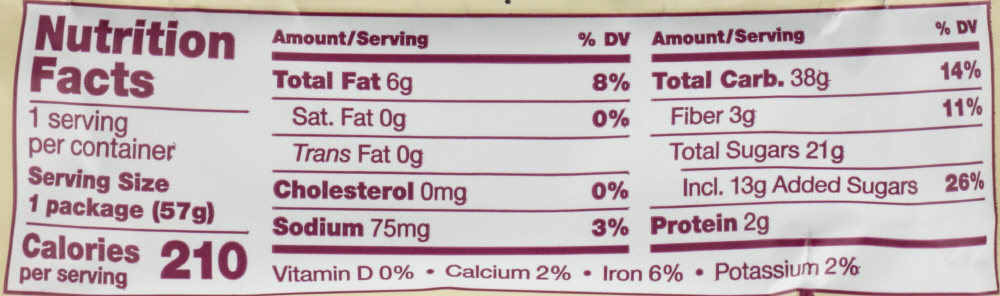 Nutrition
Facts
1 serving
per container
Serving Size
1 package (57g)
Calories 210
per serving
Amount/Serving % DV
Total Fat 6g 8%
Sat. Fat 0g 0%
Trans Fat 0g
Cholesterol 0mg 0%
Sodium 75mg 3%
Amount/Serving % DV
Total Carb. 38g 14%
Fiber 3g 11%
Total Sugars 21g
Incl. 13g Added Sugars 26%
Protein 2g
Vitamin D 0% • Calcium 2% • Iron 6% • Potassium 2%